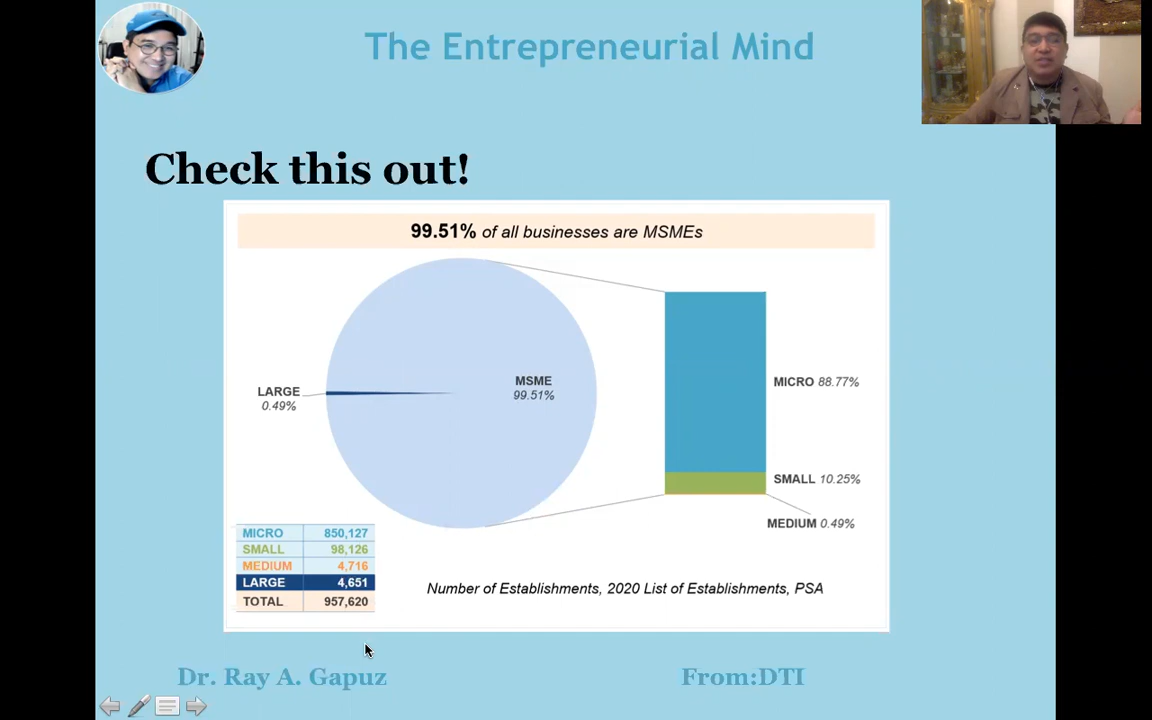 The Entrepreneurial Mind
Check this out!
99.51% of all businesses are MSMEs
LARGE
0.49%
MSME
99.51%
MICRO 88.77%
SMALL 10.25%
MEDIUM 0.49%
MICRO 850,127
SMALL 98,126
MEDIUM 4,716
LARGE 4,651
TOTAL 957,620
Number of Establishments, 2020 List of Establishments, PSA
Dr. Ray A. Gapuz
From:DTI